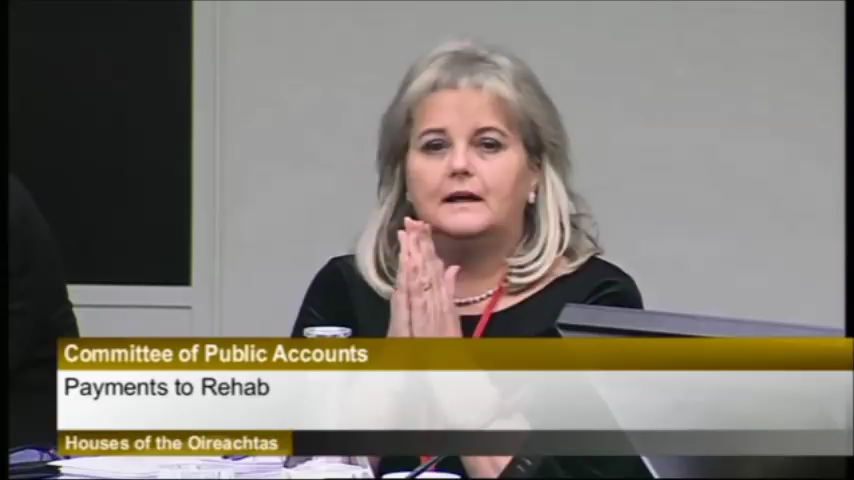 Committee of Public Accounts
Payments to Rehab
Houses of the Oireachtas